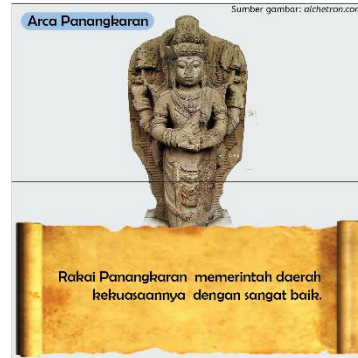 Sumber gambar: alchetron.com
Arca Panangkaran
Rakai Panangkaran memerintah daerah
kekuasaannya dengan sangat baik.